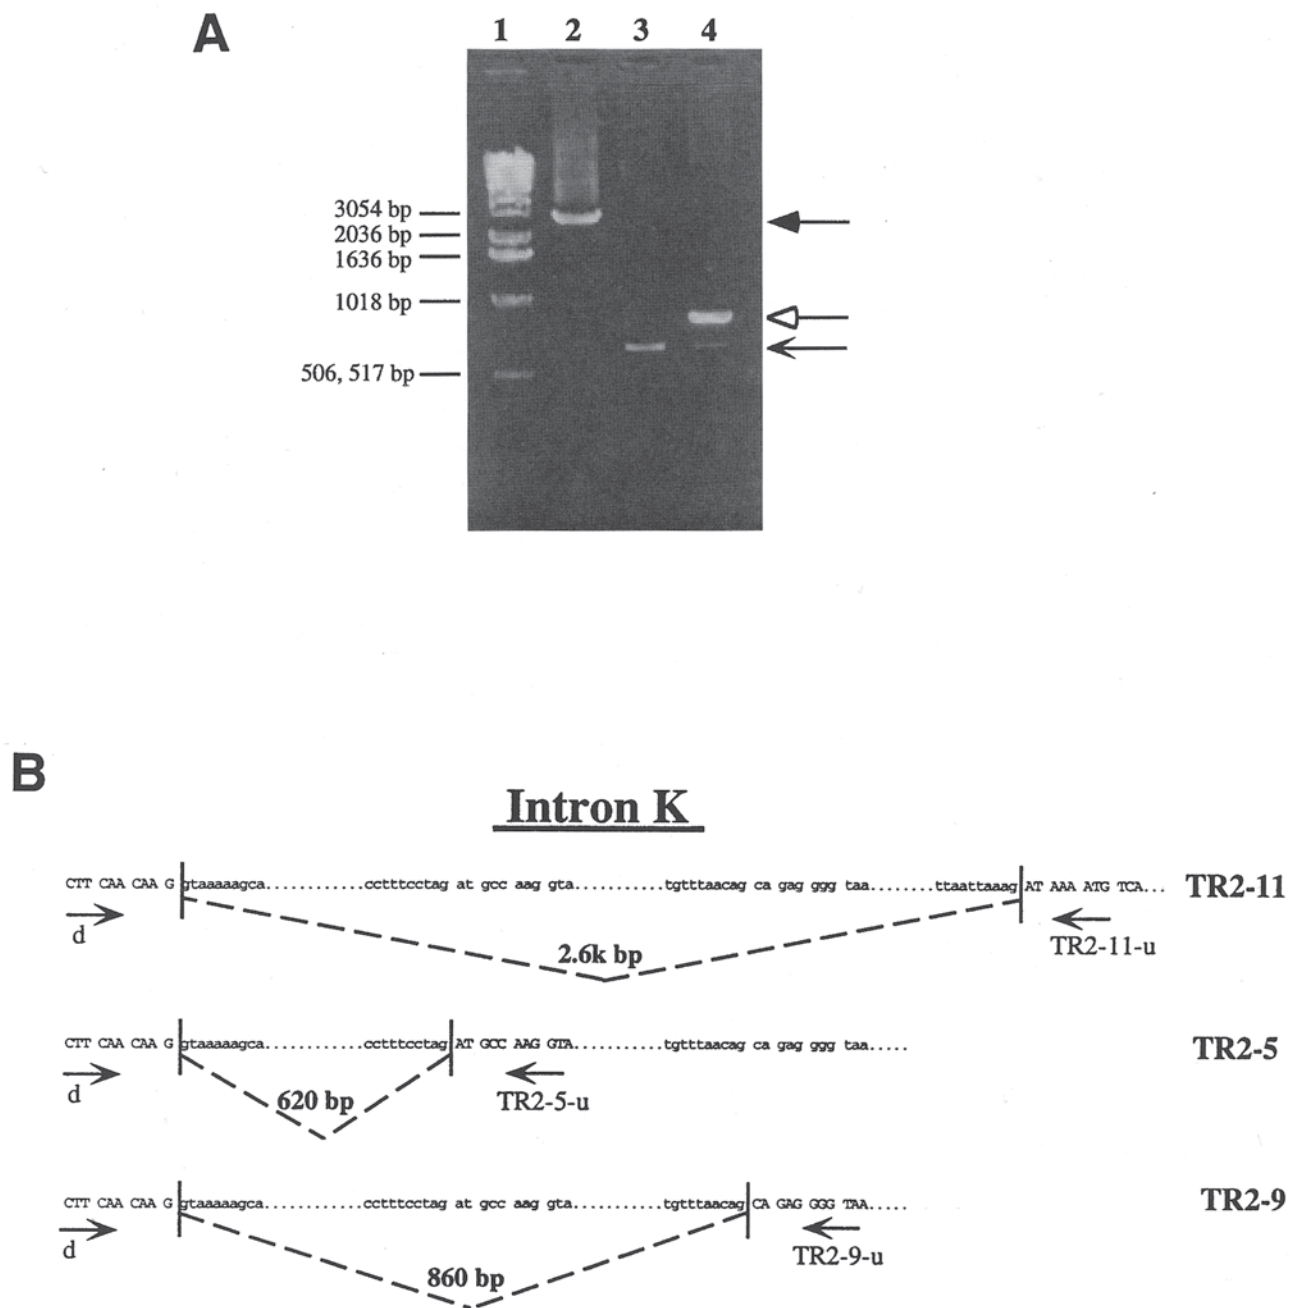 A
1 2 3 4
3054 bp
2036 bp
1636 bp
1018 bp
506, 517 bp
B
Intron K
CTT CAA CAA G gtaaaaagca............cctttcctag at gcc aag gta...........tgtttaacag ca gag ggg taa........ttaattaaag AT AAA ATG TCA... TR2-11
d
TR2-11-u
2.6k bp
CTT CAA CAA G gtaaaaagca............cctttcctag AT GCC AAG GTA...........tgtttaacag ca gag ggg taa..... TR2-5
d
620 bp
TR2-5-u
CTT CAA CAA G gtaaaaagca............cctttcctag at gcc aag gta...........tgtttaacag CA GAG GGG TAA..... TR2-9
d
TR2-9-u
860 bp